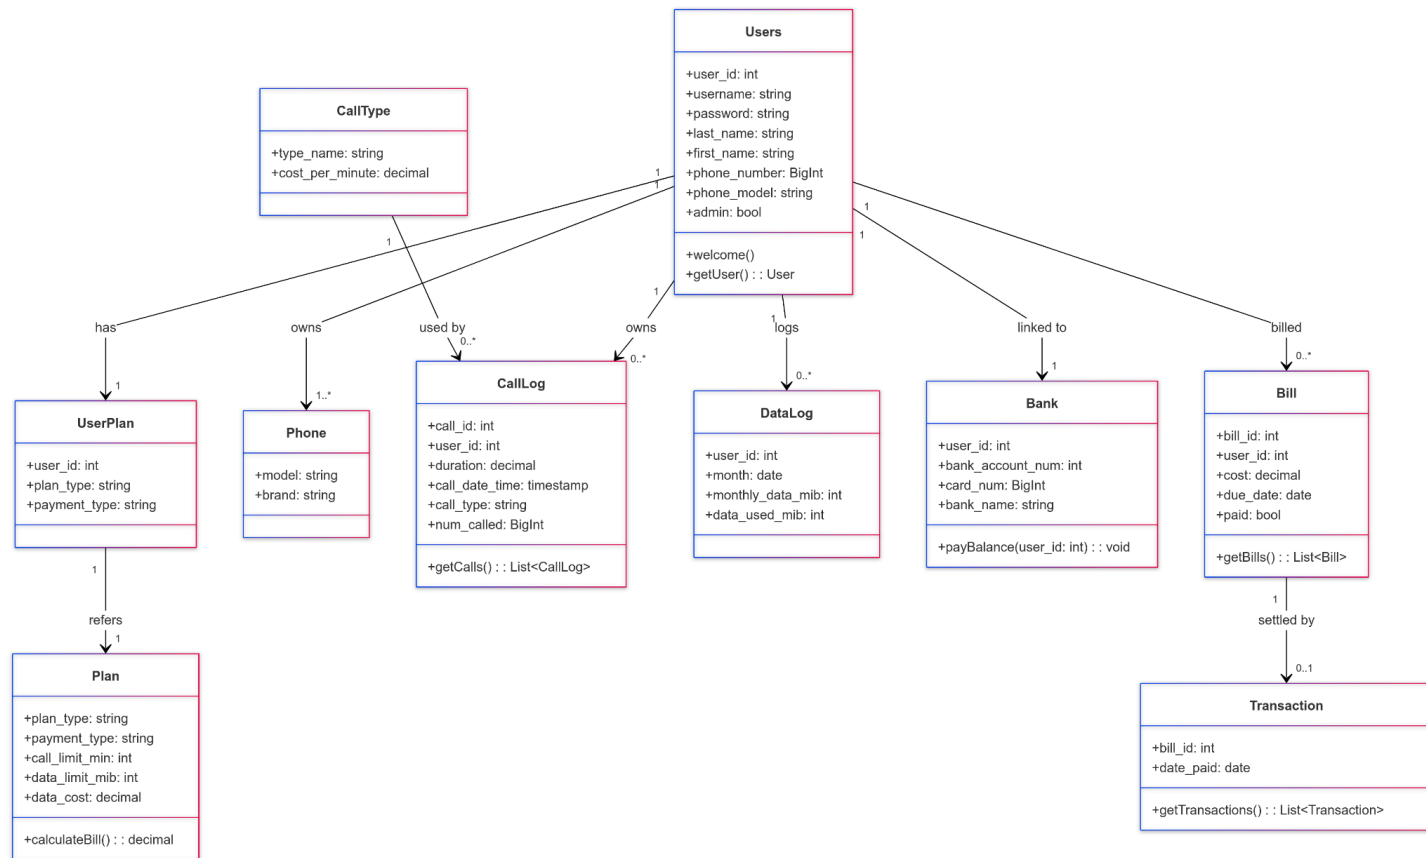 Users
+user_id: int
+username: string
+password: string
+last_name: string
+first_name: string
+phone_number: BigInt
+phone_model: string
+admin: bool
+welcome()
+getUser() : : User
CallType
+type_name: string
+cost_per_minute: decimal
1
1
1
1
1
1
1
has
owns
used by
owns
logs
linked to
billed
1
1..*
0..*
0..*
0..*
1
0..*
UserPlan
+user_id: int
+plan_type: string
+payment_type: string
Phone
+model: string
+brand: string
CallLog
+call_id: int
+user_id: int
+duration: decimal
+call_date_time: timestamp
+call_type: string
+num_called: BigInt
+getCalls() : : List<CallLog>
DataLog
+user_id: int
+month: date
+monthly_data_mib: int
+data_used_mib: int
Bank
+user_id: int
+bank_account_num: int
+card_num: BigInt
+bank_name: string
+payBalance(user_id: int) : : void
Bill
+bill_id: int
+user_id: int
+cost: decimal
+due_date: date
+paid: bool
+getBills() : : List<Bill>
1
refers
1
1
settled by
0..1
Plan
+plan_type: string
+payment_type: string
+call_limit_min: int
+data_limit_mib: int
+data_cost: decimal
+calculateBill() : : decimal
Transaction
+bill_id: int
+date_paid: date
+getTransactions() : : List<Transaction>